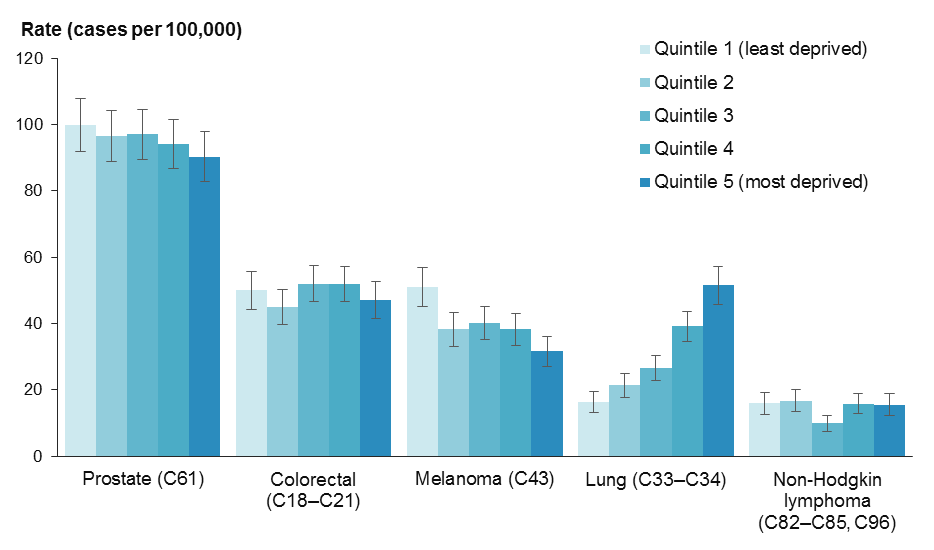 Rate (cases per 100,000)
120
100
80
60
40
20
0
Quintile 1 (least deprived)
Quintile 2
Quintile 3
Quintile 4
Quintile 5 (most deprived)
Prostate (C61)
Colorectal
(C18–C21)
Melanoma (C43)
Lung (C33–C34)
Non-Hodgkin
lymphoma
(C82–C85, C96)